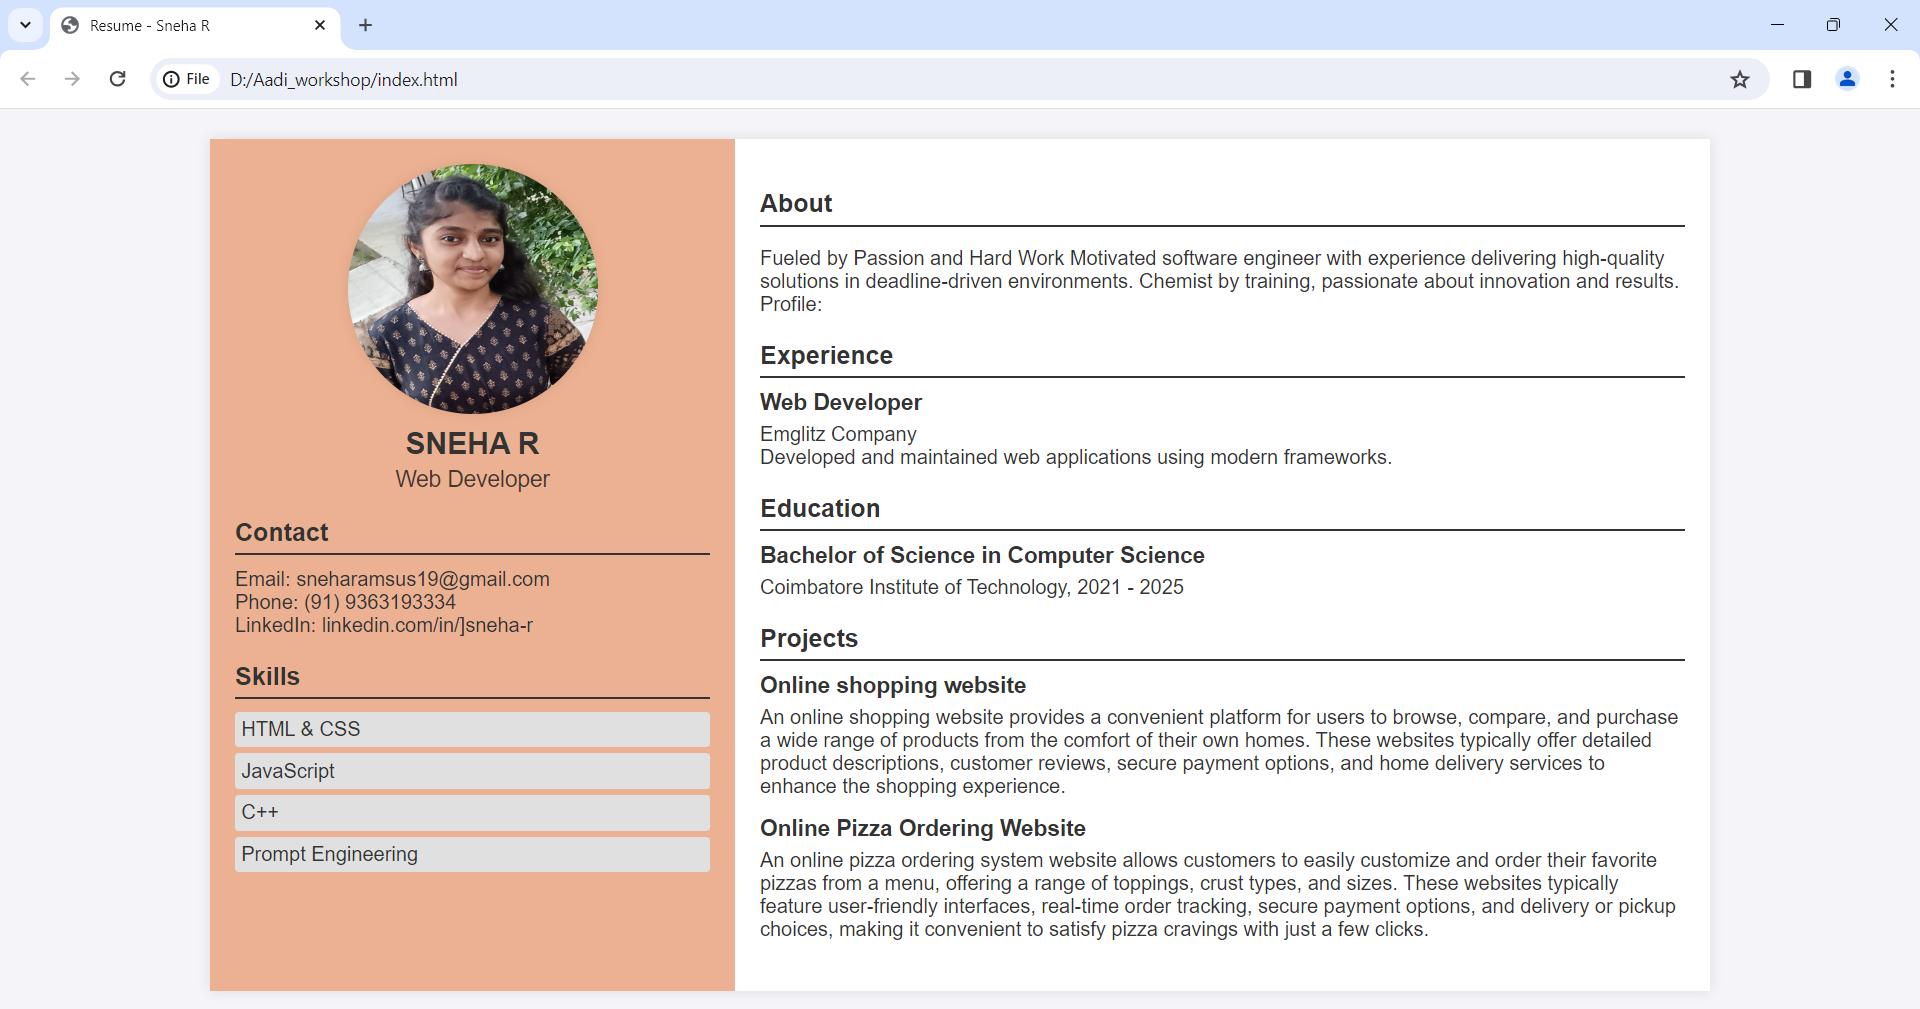 Resume - Sneha R
File
D:/Aadi_workshop/index.html
SNEHA R
Web Developer
Contact
Email: sneharamsus19@gmail.com
Phone: (91) 9363193334
LinkedIn: linkedin.com/in/]sneha-r
Skills
HTML & CSS
JavaScript
C++
Prompt Engineering
About
Fueled by Passion and Hard Work Motivated software engineer with experience delivering high-quality
solutions in deadline-driven environments. Chemist by training, passionate about innovation and results.
Profile:
Experience
Web Developer
Emglitz Company
Developed and maintained web applications using modern frameworks.
Education
Bachelor of Science in Computer Science
Coimbatore Institute of Technology, 2021 - 2025
Projects
Online shopping website
An online shopping website provides a convenient platform for users to browse, compare, and purchase
a wide range of products from the comfort of their own homes. These websites typically offer detailed
product descriptions, customer reviews, secure payment options, and home delivery services to
enhance the shopping experience.
Online Pizza Ordering Website
An online pizza ordering system website allows customers to easily customize and order their favorite
pizzas from a menu, offering a range of toppings, crust types, and sizes. These websites typically
feature user-friendly interfaces, real-time order tracking, secure payment options, and delivery or pickup
choices, making it convenient to satisfy pizza cravings with just a few clicks.